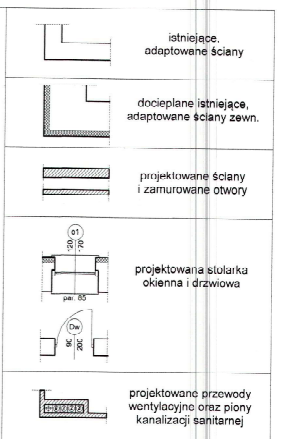 istniejące,
adaptowane ściany
docieplane istniejące,
adaptowane ściany zewn.
projektowane ściany
i zamurowane otwory
o1
120
170
projektowana stolarka
okienna i drzwiowa
par. 85
Dw
90
200
projektowane przewody
wentylacyjne oraz piony
kanalizacji sanitarnej